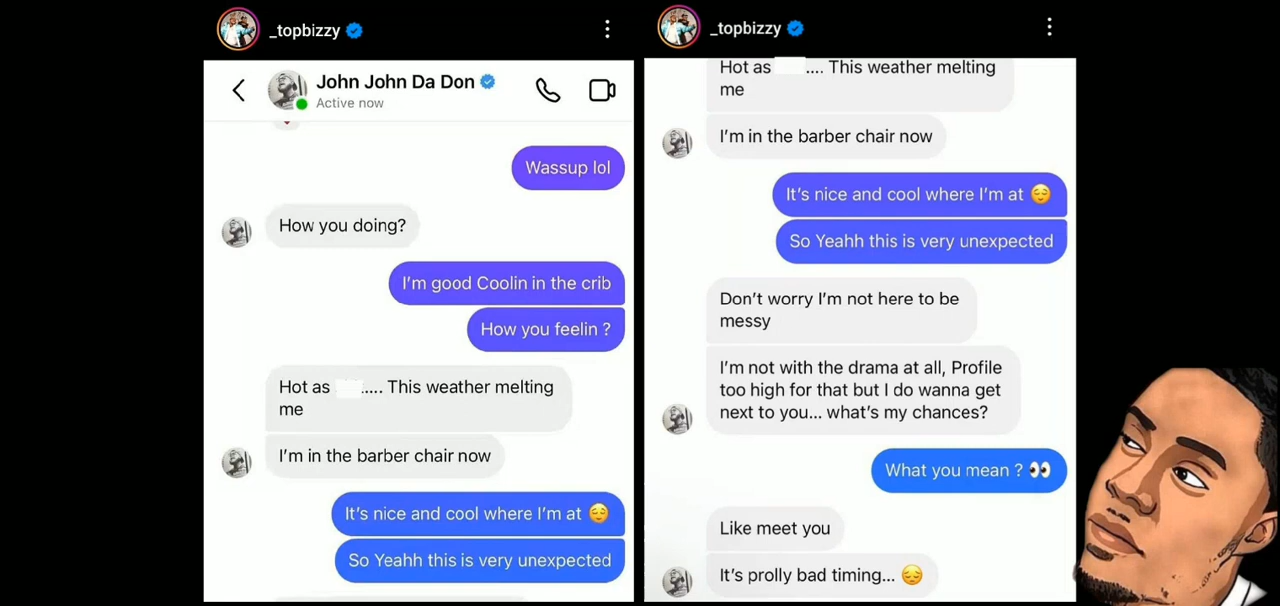 _topbizzy
John John Da Don
Active now
Wassup lol
How you doing?
I'm good Coolin in the crib
How you feelin ?
Hot as ..... This weather melting
me
I'm in the barber chair now
It's nice and cool where I'm at 😌
So Yeahh this is very unexpected
_topbizzy
Hot as .... This weather melting
me
I'm in the barber chair now
It's nice and cool where I'm at 😌
So Yeahh this is very unexpected
Don't worry I'm not here to be
messy
I'm not with the drama at all, Profile
too high for that but I do wanna get
next to you... what's my chances?
What you mean ? 👀
Like meet you
It's prolly bad timing... 😔